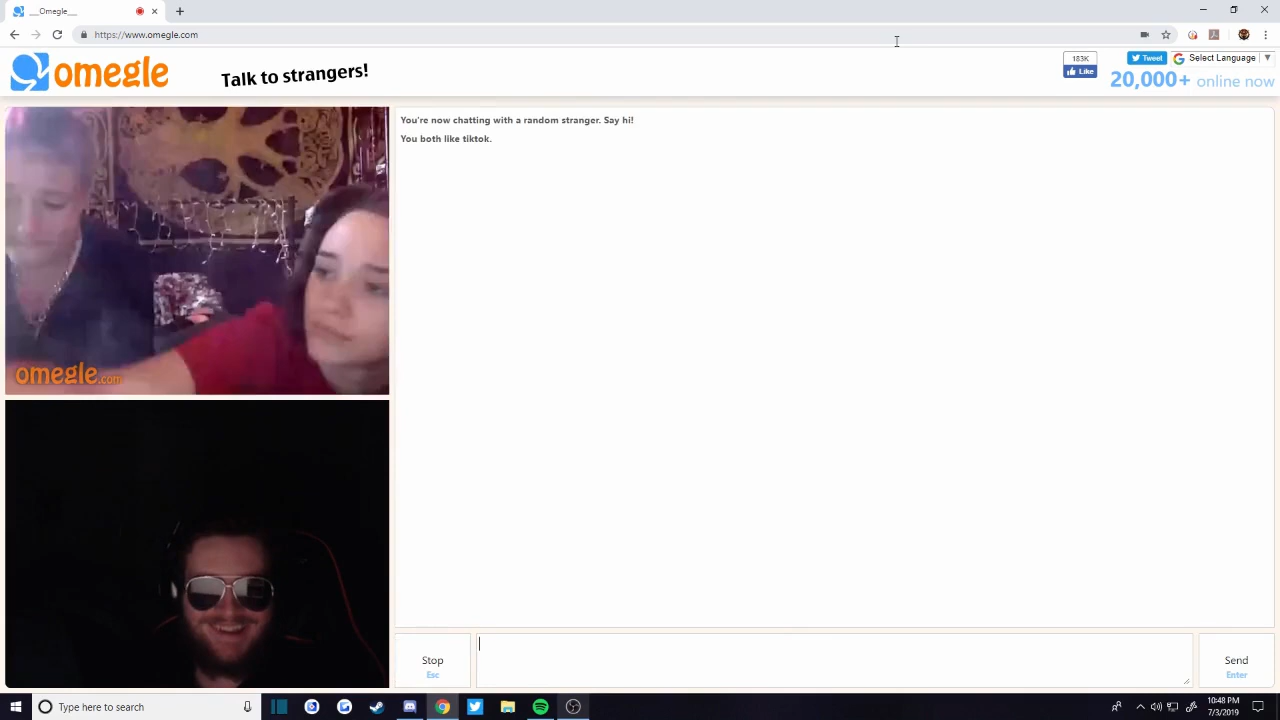 __Omegle__
https://www.omegle.com
omegle
Talk to strangers!
183K
Like
Tweet
Select Language
20,000+ online now
You're now chatting with a random stranger. Say hi!
You both like tiktok.
omegle.com
Stop
Esc
Send
Enter
Type here to search
10:48 PM
7/3/2019